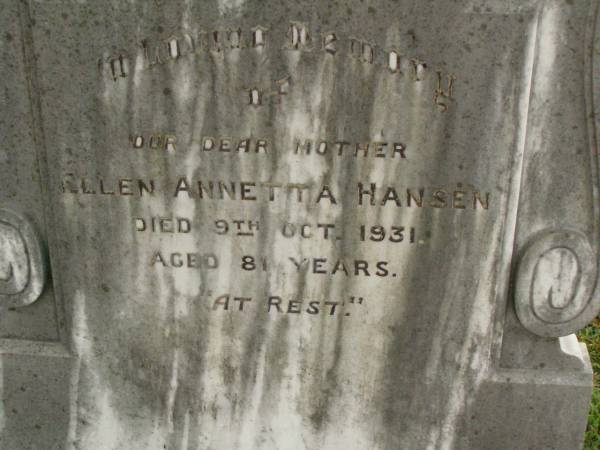 In Loving Memory
of
OUR DEAR MOTHER
ELLEN ANNETTA HANSEN
DIED 9TH OCT. 1931.
AGED 81 YEARS.
"AT REST."